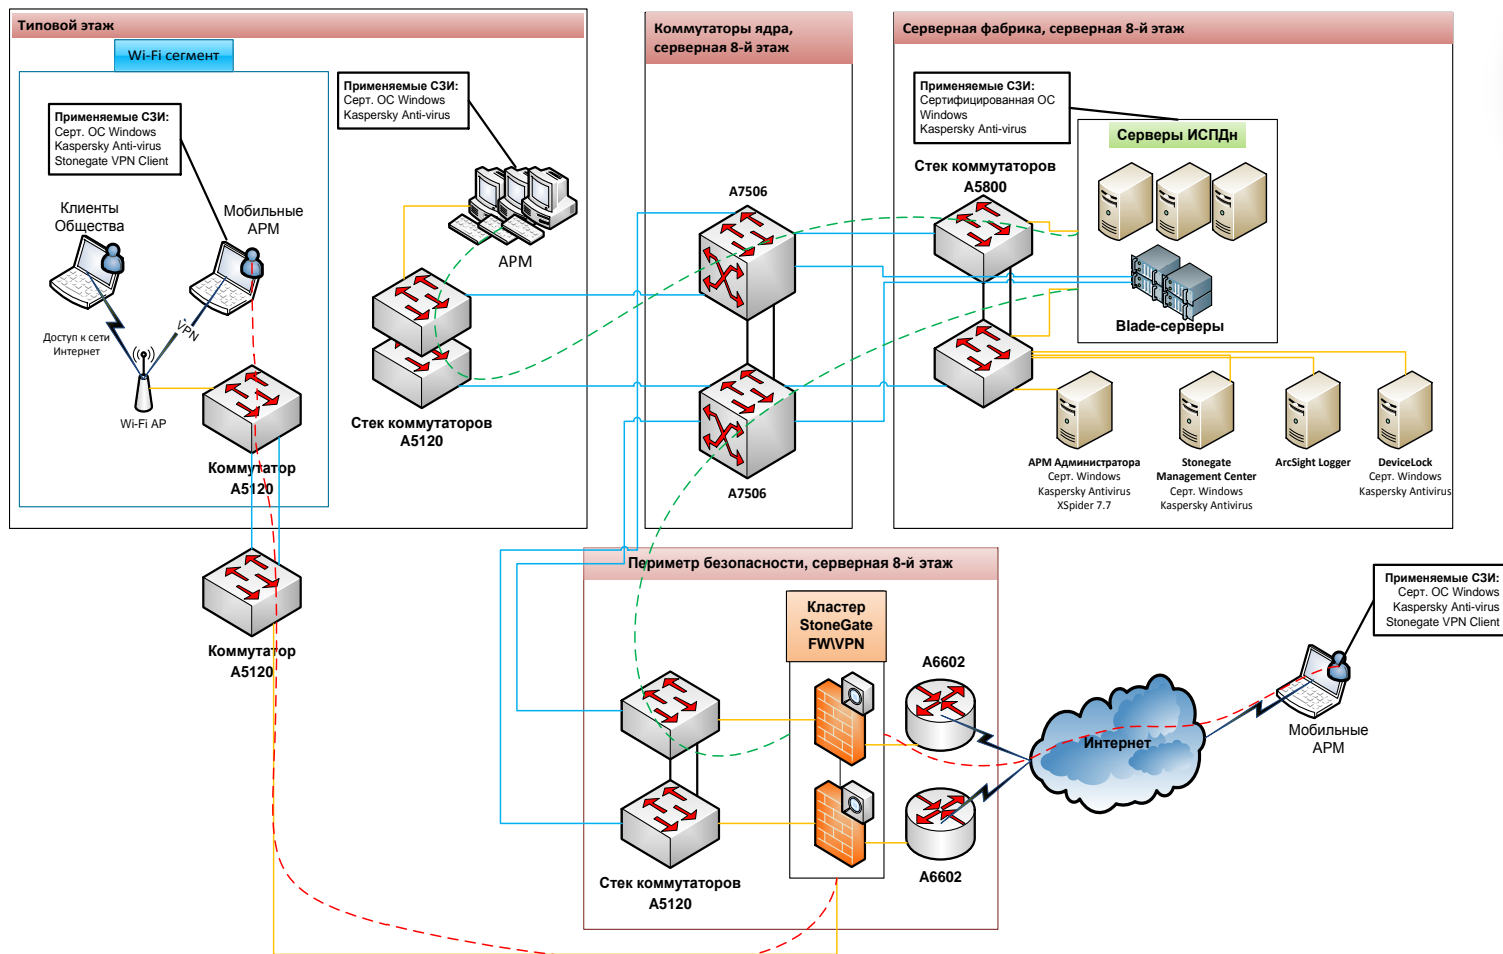 Типовой этаж
Wi-Fi сегмент
Применяемые СЗИ:
Серт. ОС Windows
Kaspersky Anti-virus
Stonegate VPN Client
Применяемые СЗИ:
Серт. ОС Windows
Kaspersky Anti-virus
Клиенты
Общества
Мобильные
АРМ
АРМ
Доступ к сети
Интернет
VPN
Wi-Fi AP
Коммутатор
A5120
Стек коммутаторов
A5120
Коммутатор
A5120
Коммутаторы ядра,
серверная 8-й этаж
A7506
A7506
Серверная фабрика, серверная 8-й этаж
Применяемые СЗИ:
Сертифицированная ОС
Windows
Kaspersky Anti-virus
Серверы ИСПДн
Стек коммутаторов
A5800
Blade-серверы
АРМ Администратора
Серт. Windows
Kaspersky Antivirus
XSpider 7.7
Stonegate
Management Center
Серт. Windows
Kaspersky Antivirus
ArcSight Logger
DeviceLock
Серт. Windows
Kaspersky Antivirus
Периметр безопасности, серверная 8-й этаж
Кластер
StoneGate
FW\VPN
A6602
A6602
Стек коммутаторов
A5120
Интернет
Применяемые СЗИ:
Серт. ОС Windows
Kaspersky Anti-virus
Stonegate VPN Client
Мобильные
АРМ